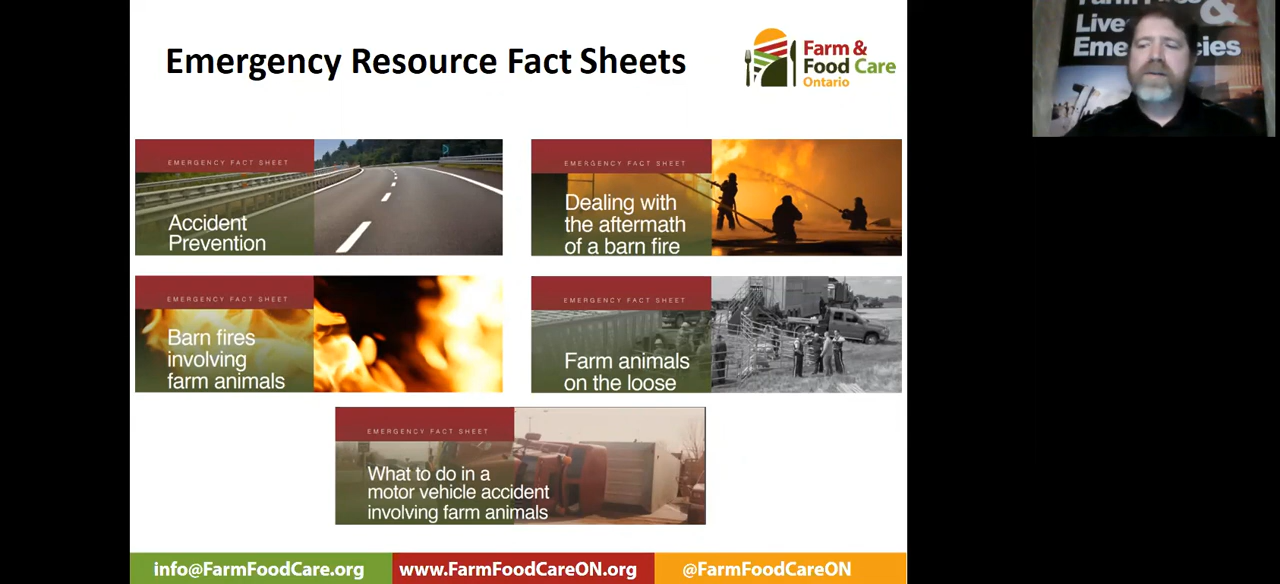 Emergency Resource Fact Sheets
Farm &
Food Care
Ontario
Live &
Eme cies
EMERGENCY FACT SHEET
Accident
Prevention
EMERGENCY FACT SHEET
Dealing with
the aftermath
of a barn fire
EMERGENCY FACT SHEET
Barn fires
involving
farm animals
EMERGENCY FACT SHEET
Farm animals
on the loose
EMERGENCY FACT SHEET
What to do in a
motor vehicle accident
involving farm animals
info@FarmFoodCare.org
www.FarmFoodCareON.org
@FarmFoodCareON